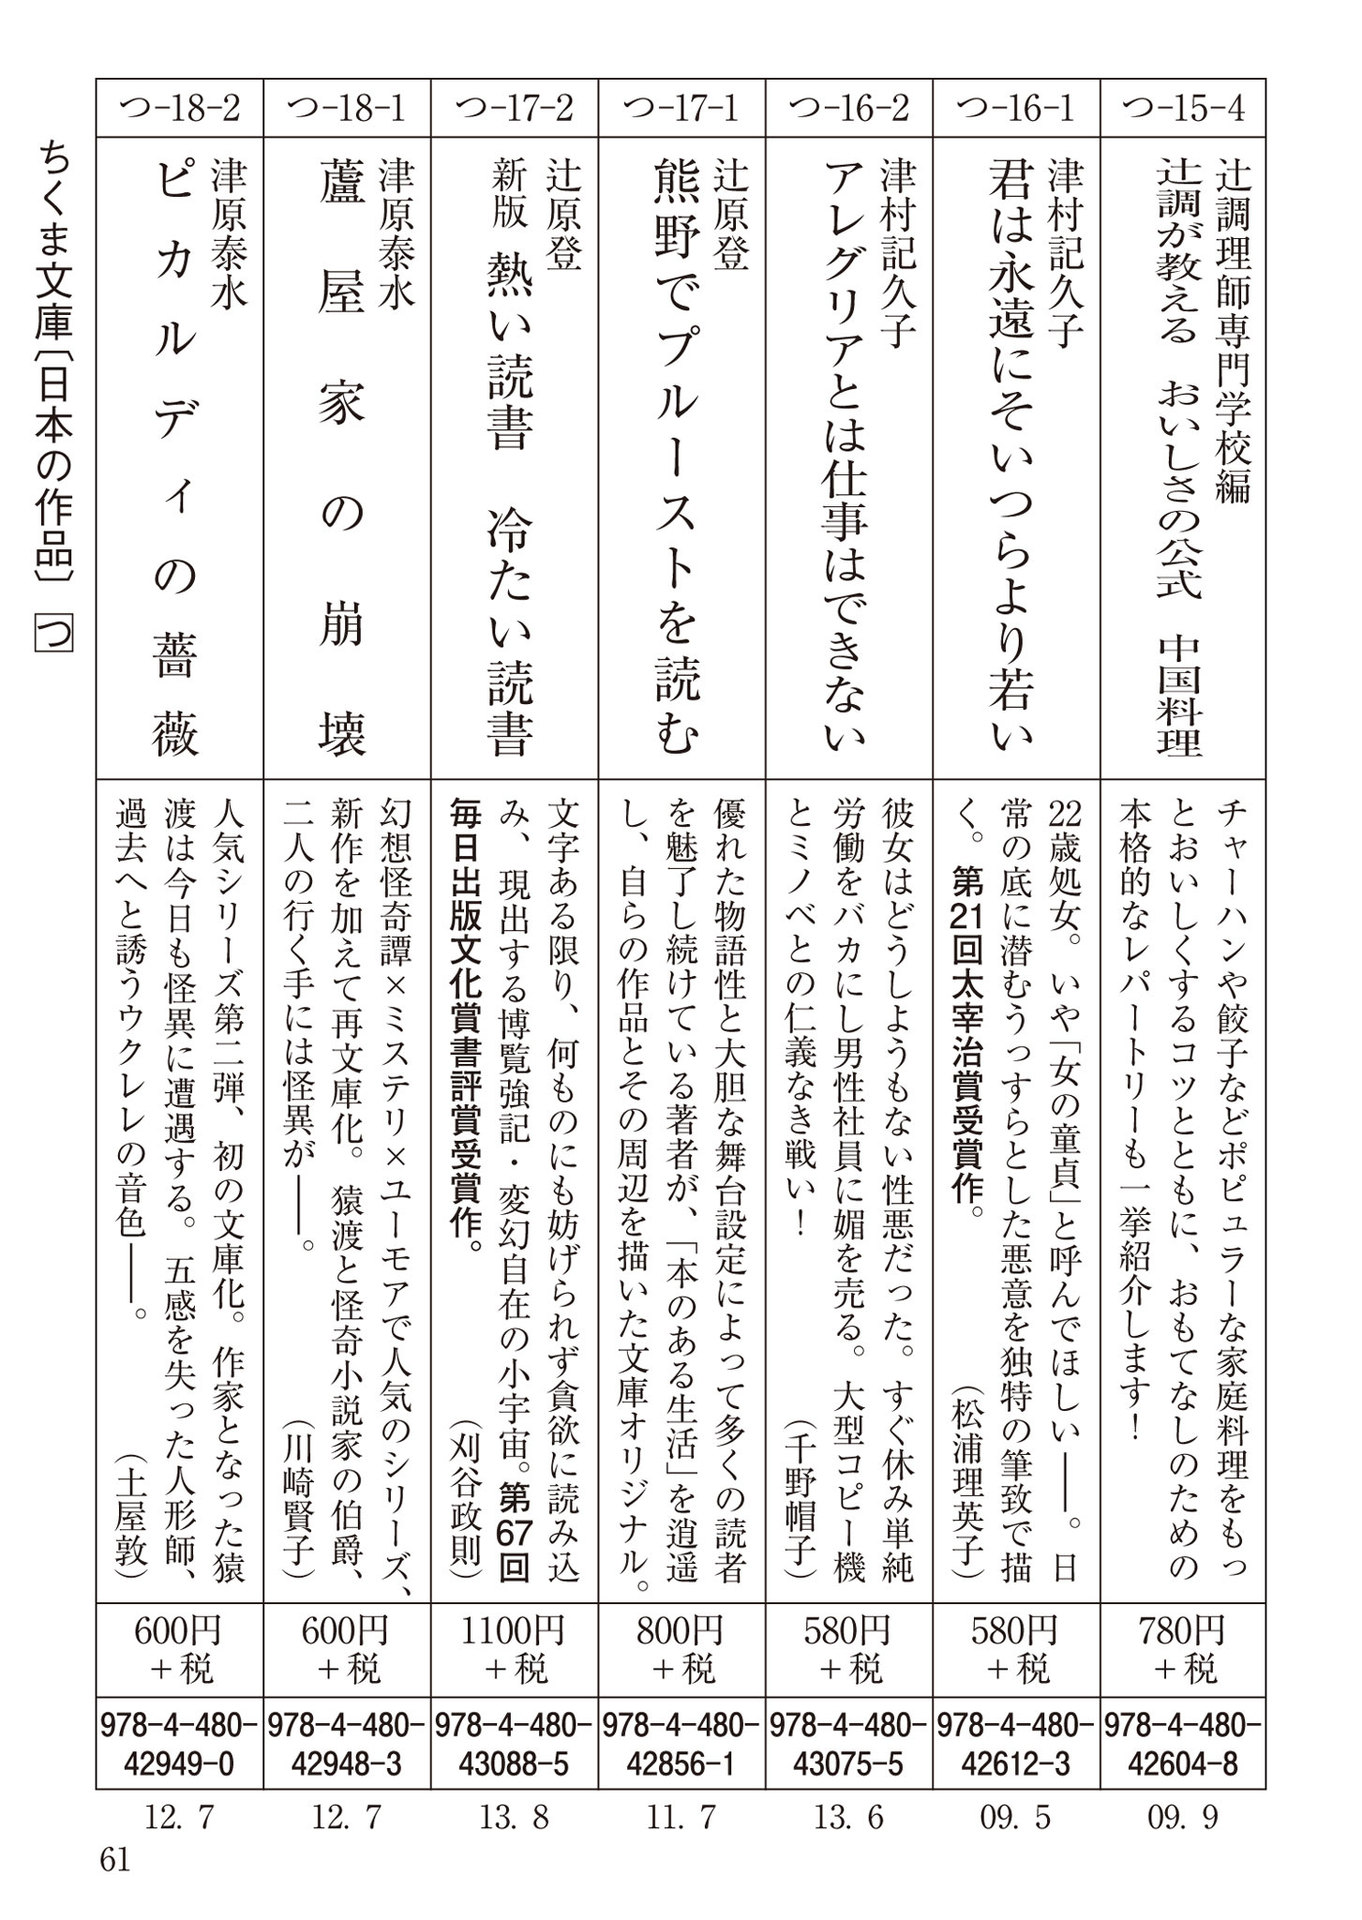 つ-15-4
辻調理師専門学校編
辻調が教える　おいしさの公式　中国料理
チャーハンや餃子などポピュラーな家庭料理をもっ
とおいしくするコツとともに、おもてなしのための
本格的なレパートリーも一挙紹介します！
780円
＋税
978-4-480-
42604-8
09. 9
つ-16-1
津村記久子
君は永遠にそいつらより若い
22歳処女。いや「女の童貞」と呼んでほしい――。日
常の底に潜むうっすらとした悪意を独特の筆致で描
く。第21回太宰治賞受賞作。（松浦理英子）
580円
＋税
978-4-480-
42612-3
09. 5
つ-16-2
津村記久子
アレグリアとは仕事はできない
彼女はどうしようもない性悪だった。すぐ休み単純
労働をバカにし男性社員に媚を売る。大型コピー機
とミノベとの仁義なき戦い！（千野帽子）
580円
＋税
978-4-480-
43075-5
13. 6
つ-17-1
辻原登
熊野でプルーストを読む
優れた物語性と大胆な舞台設定によって多くの読者
を魅了し続けている著者が、「本のある生活」を逍遥
し、自らの作品とその周辺を描いた文庫オリジナル。
800円
＋税
978-4-480-
42856-1
11. 7
つ-17-2
辻原登
新版 熱い読書　冷たい読書
文字ある限り、何ものにも妨げられず貪欲に読み込
み、現出する博覧強記・変幻自在の小宇宙。第67回
毎日出版文化賞書評賞受賞作。（刈谷政則）
1100円
＋税
978-4-480-
43088-5
13. 8
つ-18-1
津原泰水
蘆屋家の崩壊
幻想怪奇譚×ミステリ×ユーモアで人気のシリーズ、
新作を加えて再文庫化。猿渡と怪奇小説家の伯爵、
二人の行く手には怪異が――。（川崎賢子）
600円
＋税
978-4-480-
42948-3
12. 7
つ-18-2
津原泰水
ピカルディの薔薇
人気シリーズ第二弾、初の文庫化。作家となった猿
渡は今日も怪異に遭遇する。五感を失った人形師、
過去へと誘うウクレレの音色――。（土屋敦）
600円
＋税
978-4-480-
42949-0
12. 7
ちくま文庫〔日本の作品〕 つ
61